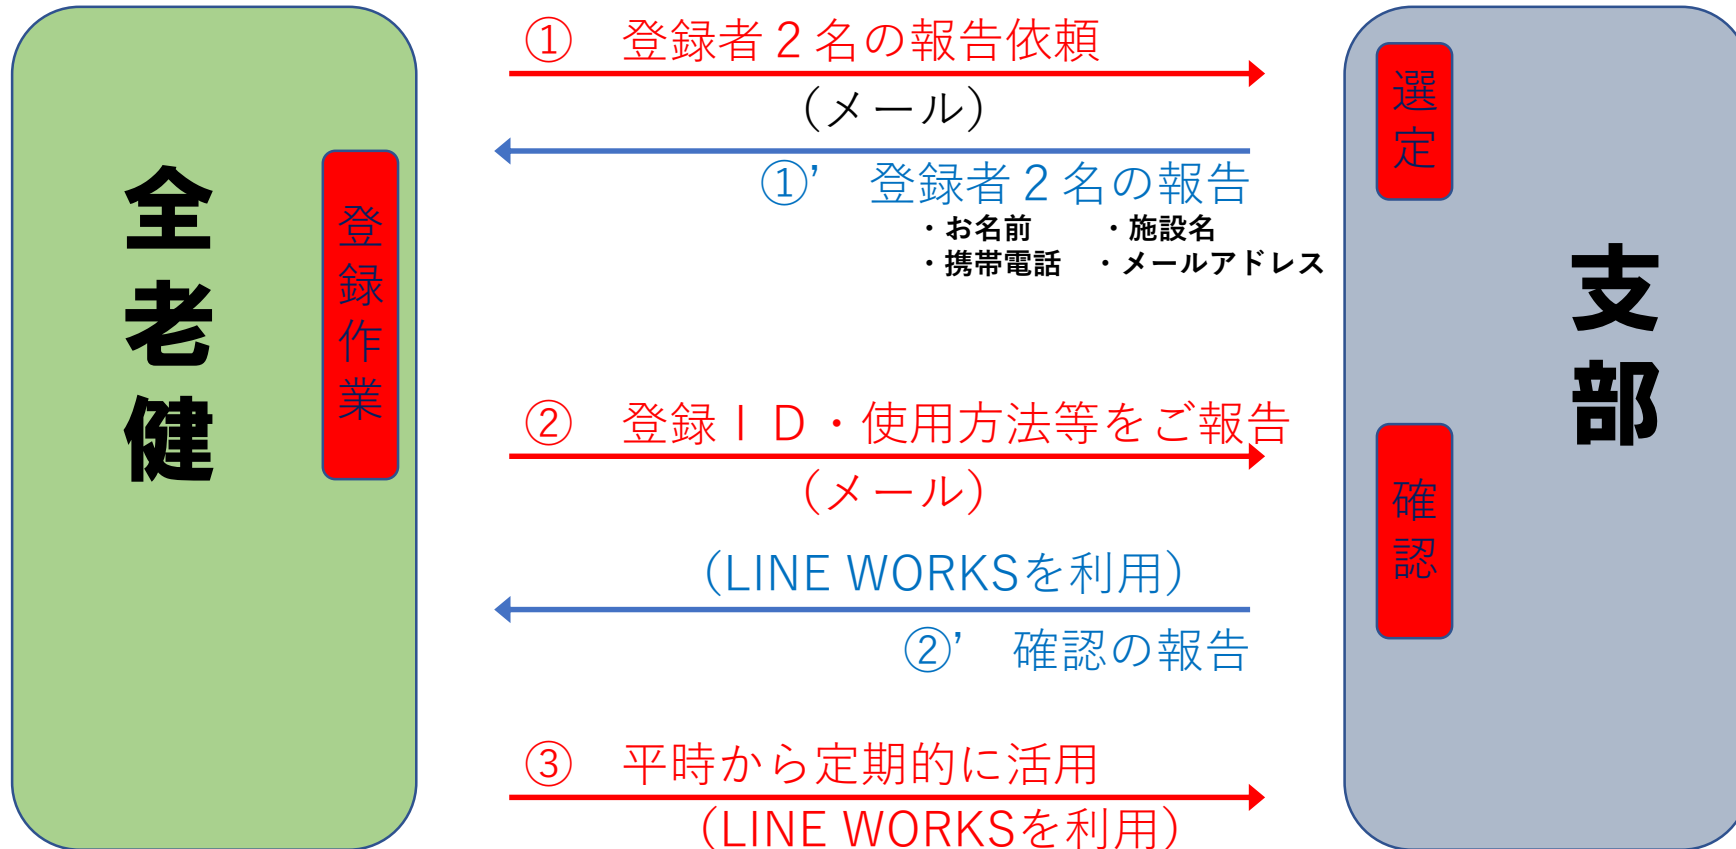 全老健
登録作業
①　登録者２名の報告依頼
（メール）
①’　登録者２名の報告
・お名前　　・施設名
・携帯電話　・メールアドレス
②　登録ＩＤ・使用方法等をご報告
（メール）
（LINE WORKSを利用）
②’　確認の報告
③　平時から定期的に活用
（LINE WORKSを利用）
選定
確認
支部